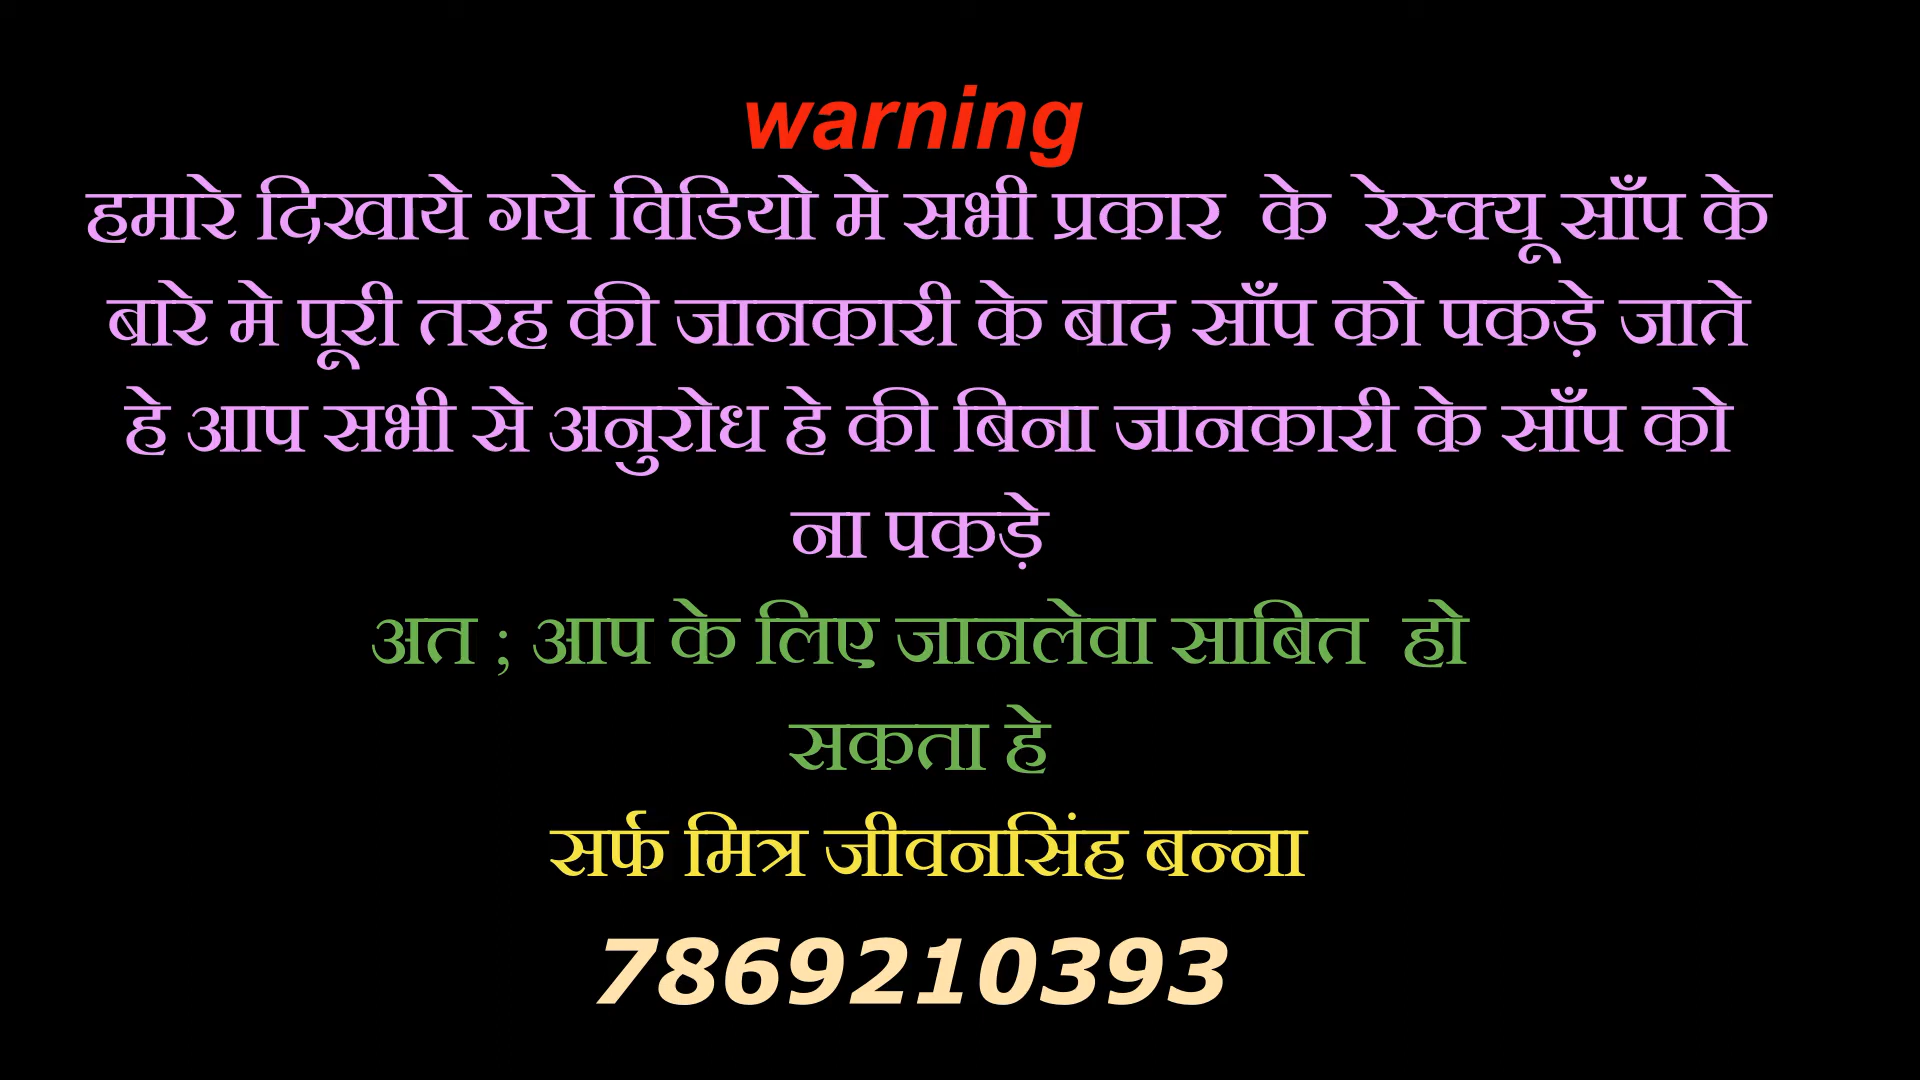 warning
हमारे दिखाये गये विडियो मे सभी प्रकार के रेस्क्यू साँप के
बारे मे पूरी तरह की जानकारी के बाद साँप को पकड़े जाते
हे आप सभी से अनुरोध हे की बिना जानकारी के साँप को
ना पकड़े
अत ; आप के लिए जानलेवा साबित हो
सकता हे
सर्फ मित्र जीवनसिंह बन्ना
7869210393